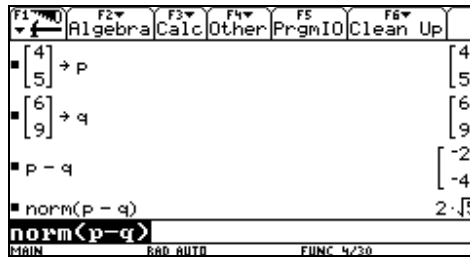 F1 F2 F3 F4 F5 F6
Algebra Calc Other PrgmIO Clean Up
[4 5] → p [4 5
[6 9] → q [6 9
p - q [-2 -4
norm(p - q) 2·√5
norm(p-q)
MAIN RAD AUTO FUNC 4/30